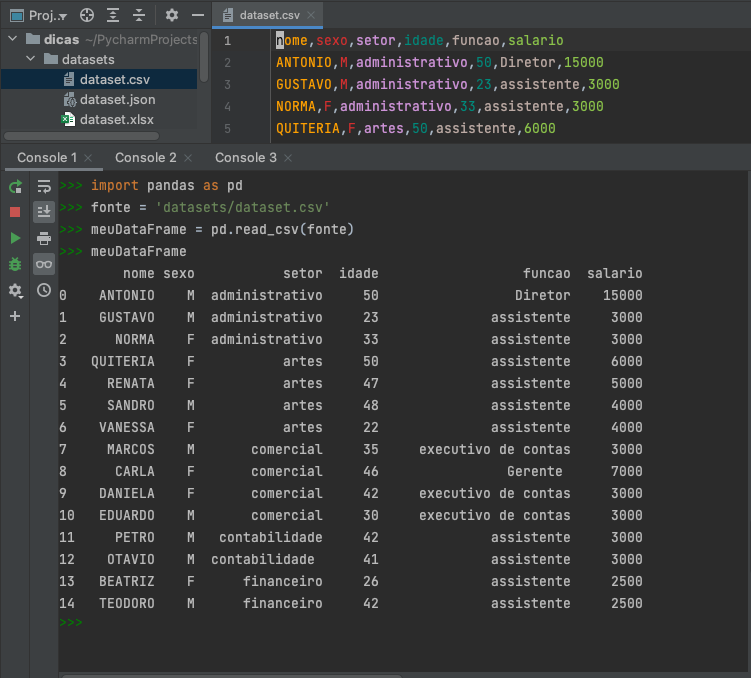 Proj..
dataset.csv
dicas ~/PycharmProjects
datasets
dataset.csv
dataset.json
dataset.xlsx
1 nome,sexo,setor,idade,funcao,salario
2 ANTONIO,M,administrativo,50,Diretor,15000
3 GUSTAVO,M,administrativo,23,assistente,3000
4 NORMA,F,administrativo,33,assistente,3000
5 QUITERIA,F,artes,50,assistente,6000
Console 1 Console 2 Console 3
>>> import pandas as pd
>>> fonte = 'datasets/dataset.csv'
>>> meuDataFrame = pd.read_csv(fonte)
>>> meuDataFrame
nome sexo setor idade funcao salario
0 ANTONIO M administrativo 50 Diretor 15000
1 GUSTAVO M administrativo 23 assistente 3000
2 NORMA F administrativo 33 assistente 3000
3 QUITERIA F artes 50 assistente 6000
4 RENATA F artes 47 assistente 5000
5 SANDRO M artes 48 assistente 4000
6 VANESSA F artes 22 assistente 4000
7 MARCOS M comercial 35 executivo de contas 3000
8 CARLA F comercial 46 Gerente 7000
9 DANIELA F comercial 42 executivo de contas 3000
10 EDUARDO M comercial 30 executivo de contas 3000
11 PETRO M contabilidade 42 assistente 3000
12 OTAVIO M contabilidade 41 assistente 3000
13 BEATRIZ F financeiro 26 assistente 2500
14 TEODORO M financeiro 42 assistente 2500
>>>